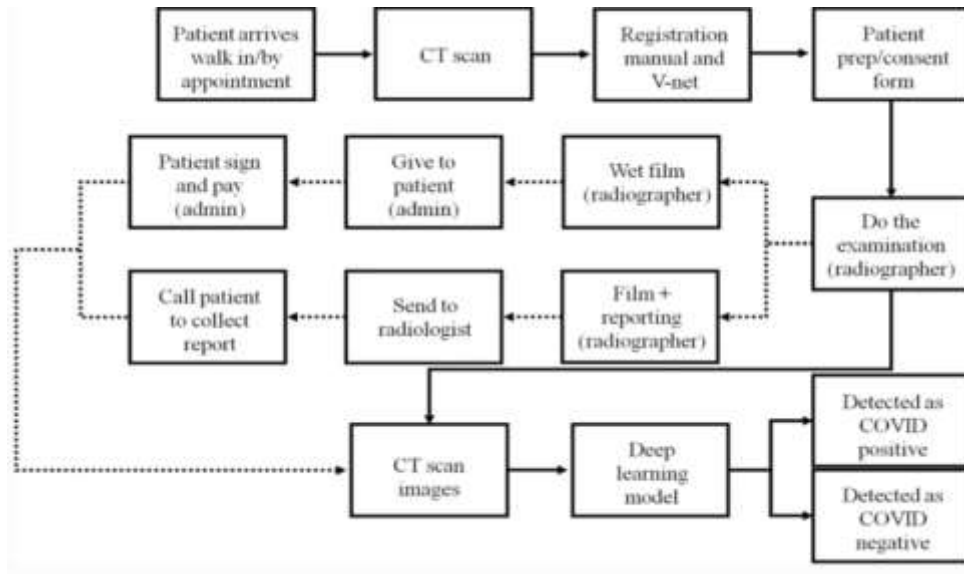 Patient arrives
walk in/by
appointment
CT scan
Registration
manual and
V-net
Patient
prep/consent
form
Patient sign
and pay
(admin)
Give to
patient
(admin)
Wet film
(radiographer)
Do the
examination
(radiographer)
Call patient
to collect
report
Send to
radiologist
Film +
reporting
(radiographer)
CT scan
images
Deep
learning
model
Detected as
COVID
positive
Detected as
COVID
negative